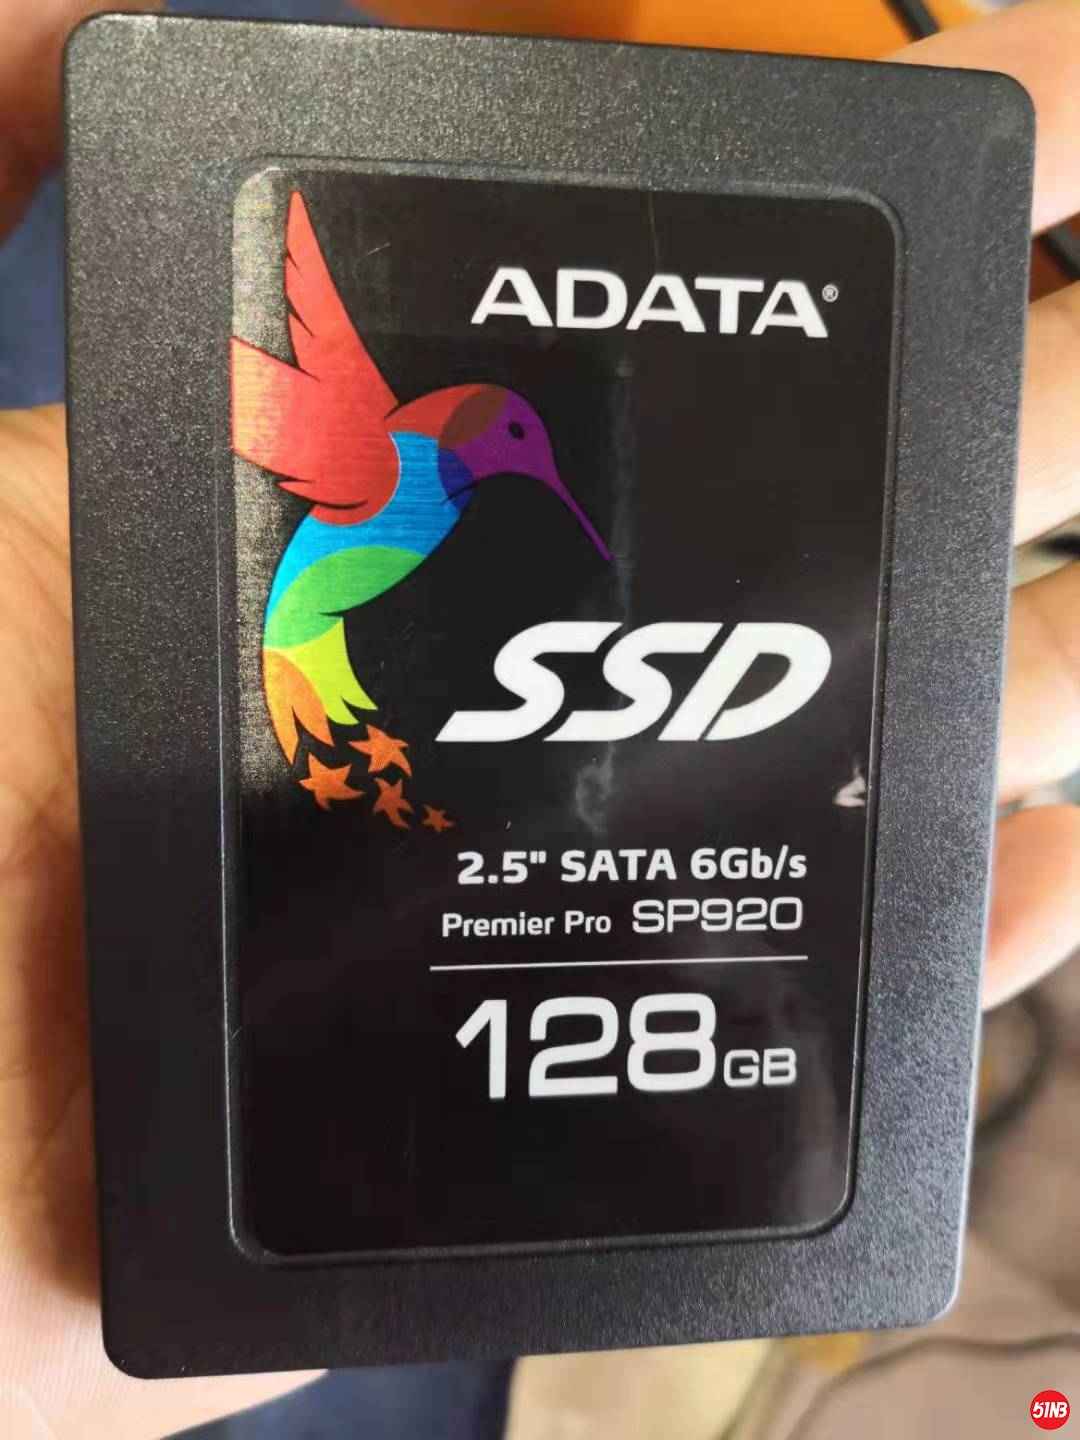 ADATA®
SSD
2.5" SATA 6Gb/s
Premier Pro SP920
128GB
51NB